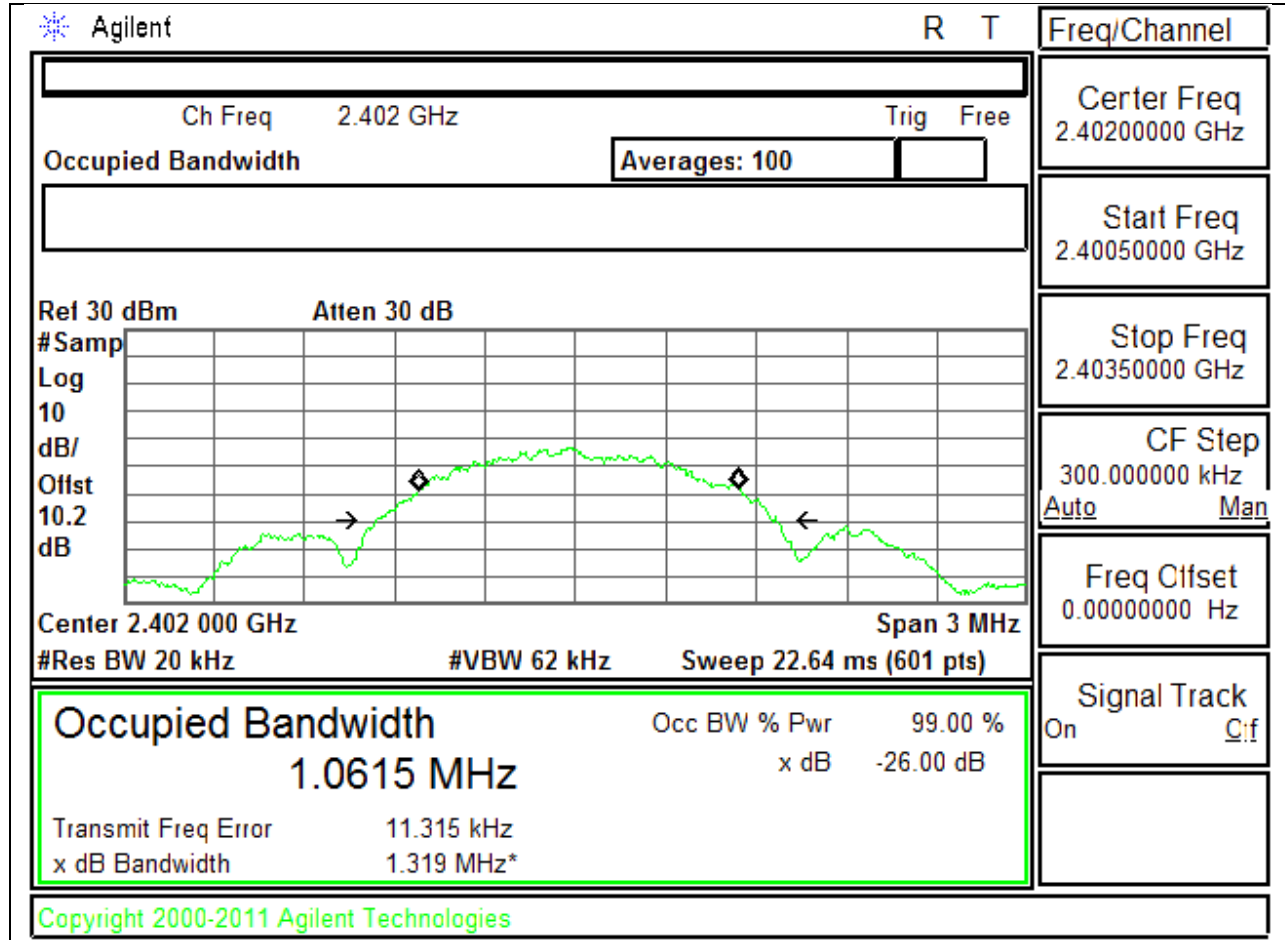 Agilent R T
Ch Freq 2.402 GHz Trig Free
Occupied Bandwidth Averages: 100
Ref 30 dBm Atten 30 dB
#Samp
Log
10
dB/
Offst
10.2
dB
Center 2.402 000 GHz Span 3 MHz
#Res BW 20 kHz #VBW 62 kHz Sweep 22.64 ms (601 pts)
Occupied Bandwidth Occ BW % Pwr 99.00 %
1.0615 MHz x dB -26.00 dB
Transmit Freq Error 11.315 kHz
x dB Bandwidth 1.319 MHz*
Copyright 2000-2011 Agilent Technologies
Freq/Channel
Center Freq
2.40200000 GHz
Start Freq
2.40050000 GHz
Stop Freq
2.40350000 GHz
CF Step
300.000000 kHz
Auto Man
Freq Offset
0.00000000 Hz
Signal Track
On Off